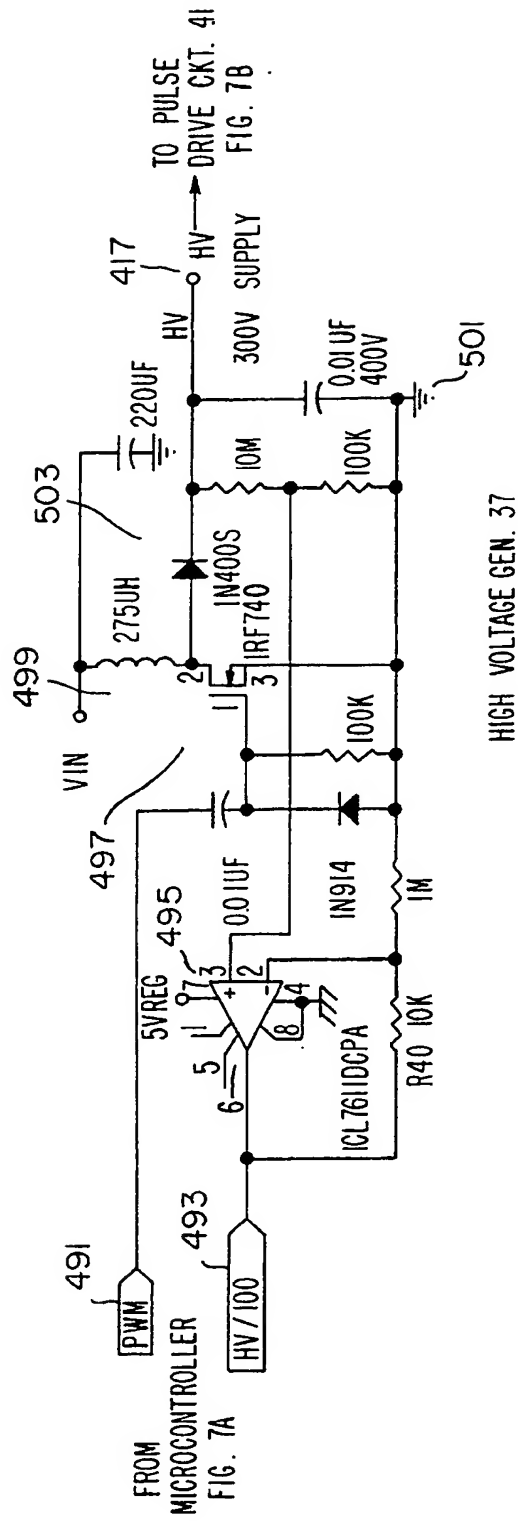 FROM
MICROCONTROLLER
FIG. 7A
491
PWM
493
HV/100
5VREG
495
7
3
+
1
5
6
2
-
8
4
ICL7611DCPA
R40 10K
1M
0.01UF
497
VIN
499
503
275UH
220UF
1
2
3
IRF740
1N400S
1N914
100K
10M
100K
0.01UF
400V
501
HV
417
HV
300V SUPPLY
TO PULSE
DRIVE CKT. 41
FIG. 7B
HIGH VOLTAGE GEN. 37